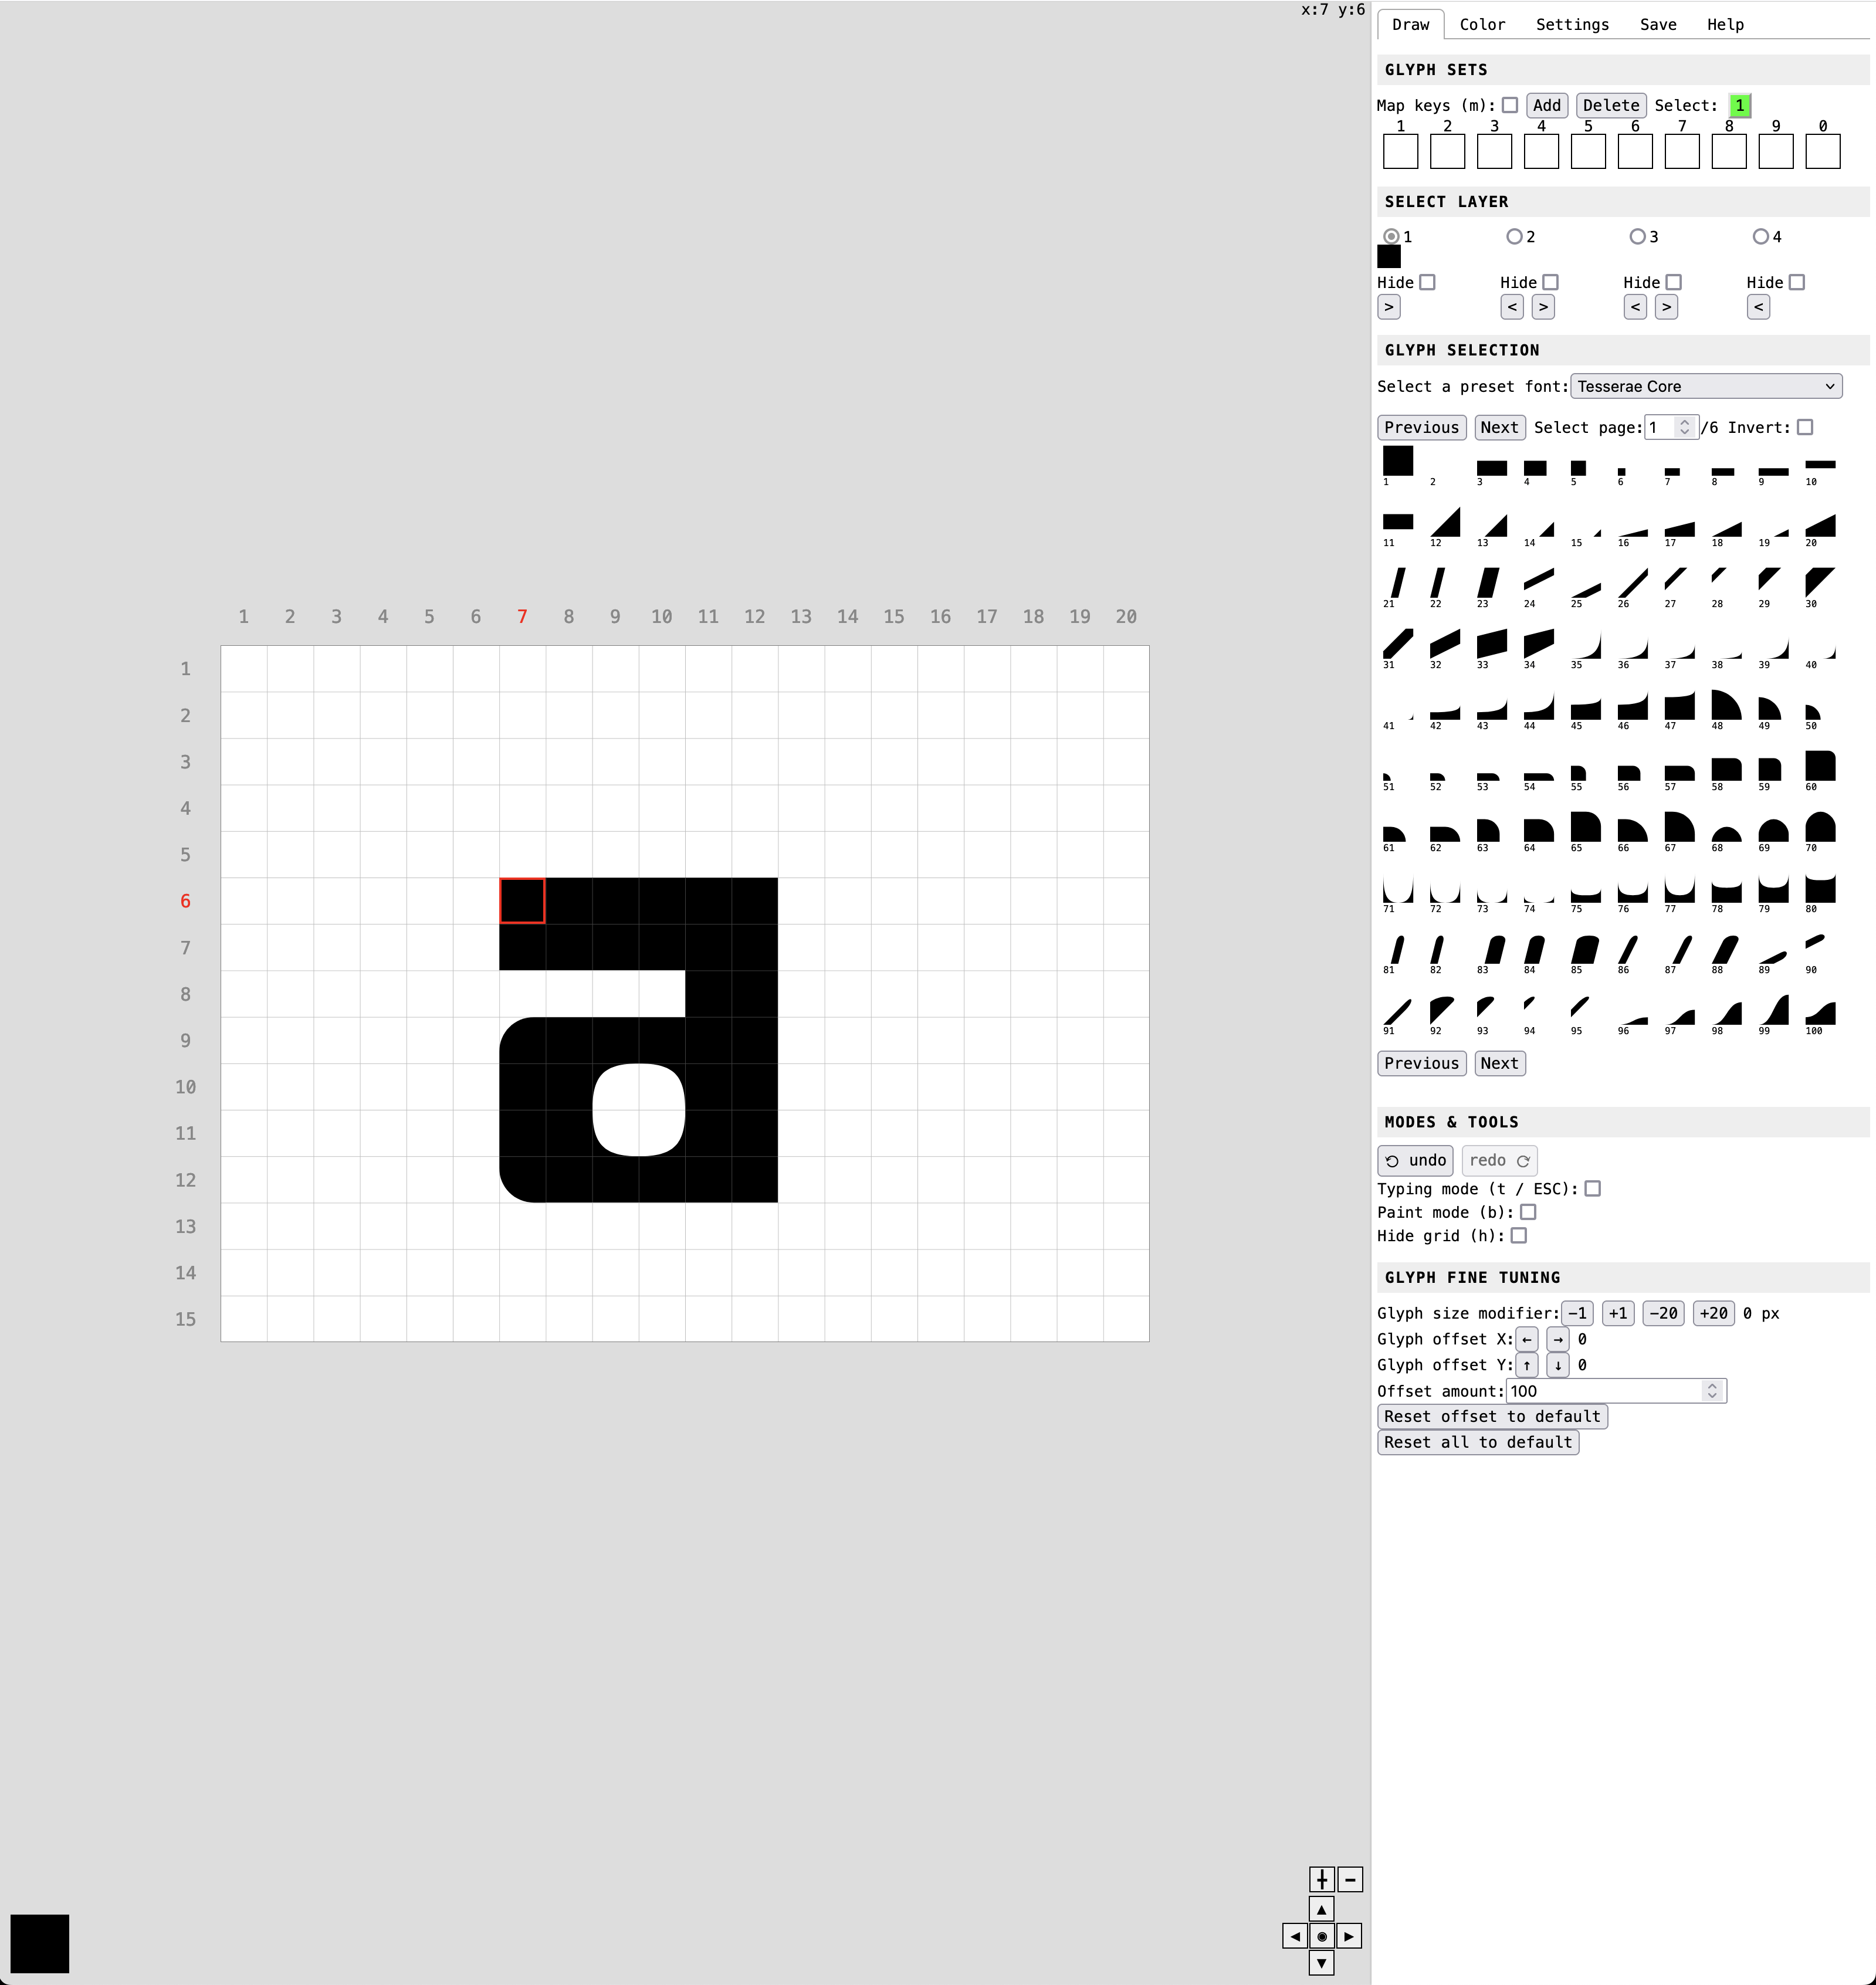 x:7 y:6
Draw Color Settings Save Help
GLYPH SETS
Map keys (m): Add Delete Select: 1
1 2 3 4 5 6 7 8 9 0
SELECT LAYER
1 2 3 4
Hide Hide Hide Hide
> < > < > <
GLYPH SELECTION
Select a preset font: Tesserae Core
Previous Next Select page: 1 /6 Invert:
1 2 3 4 5 6 7 8 9 10
11 12 13 14 15 16 17 18 19 20
21 22 23 24 25 26 27 28 29 30
31 32 33 34 35 36 37 38 39 40
41 42 43 44 45 46 47 48 49 50
51 52 53 54 55 56 57 58 59 60
61 62 63 64 65 66 67 68 69 70
71 72 73 74 75 76 77 78 79 80
81 82 83 84 85 86 87 88 89 90
91 92 93 94 95 96 97 98 99 100
Previous Next
MODES & TOOLS
undo redo
Typing mode (t / ESC):
Paint mode (b):
Hide grid (h):
GLYPH FINE TUNING
Glyph size modifier: -1 +1 -20 +20 0 px
Glyph offset X: ← → 0
Glyph offset Y: ↑ ↓ 0
Offset amount: 100
Reset offset to default
Reset all to default
1 2 3 4 5 6 7 8 9 10 11 12 13 14 15 16 17 18 19 20
1
2
3
4
5
6
7
8
9
10
11
12
13
14
15
a